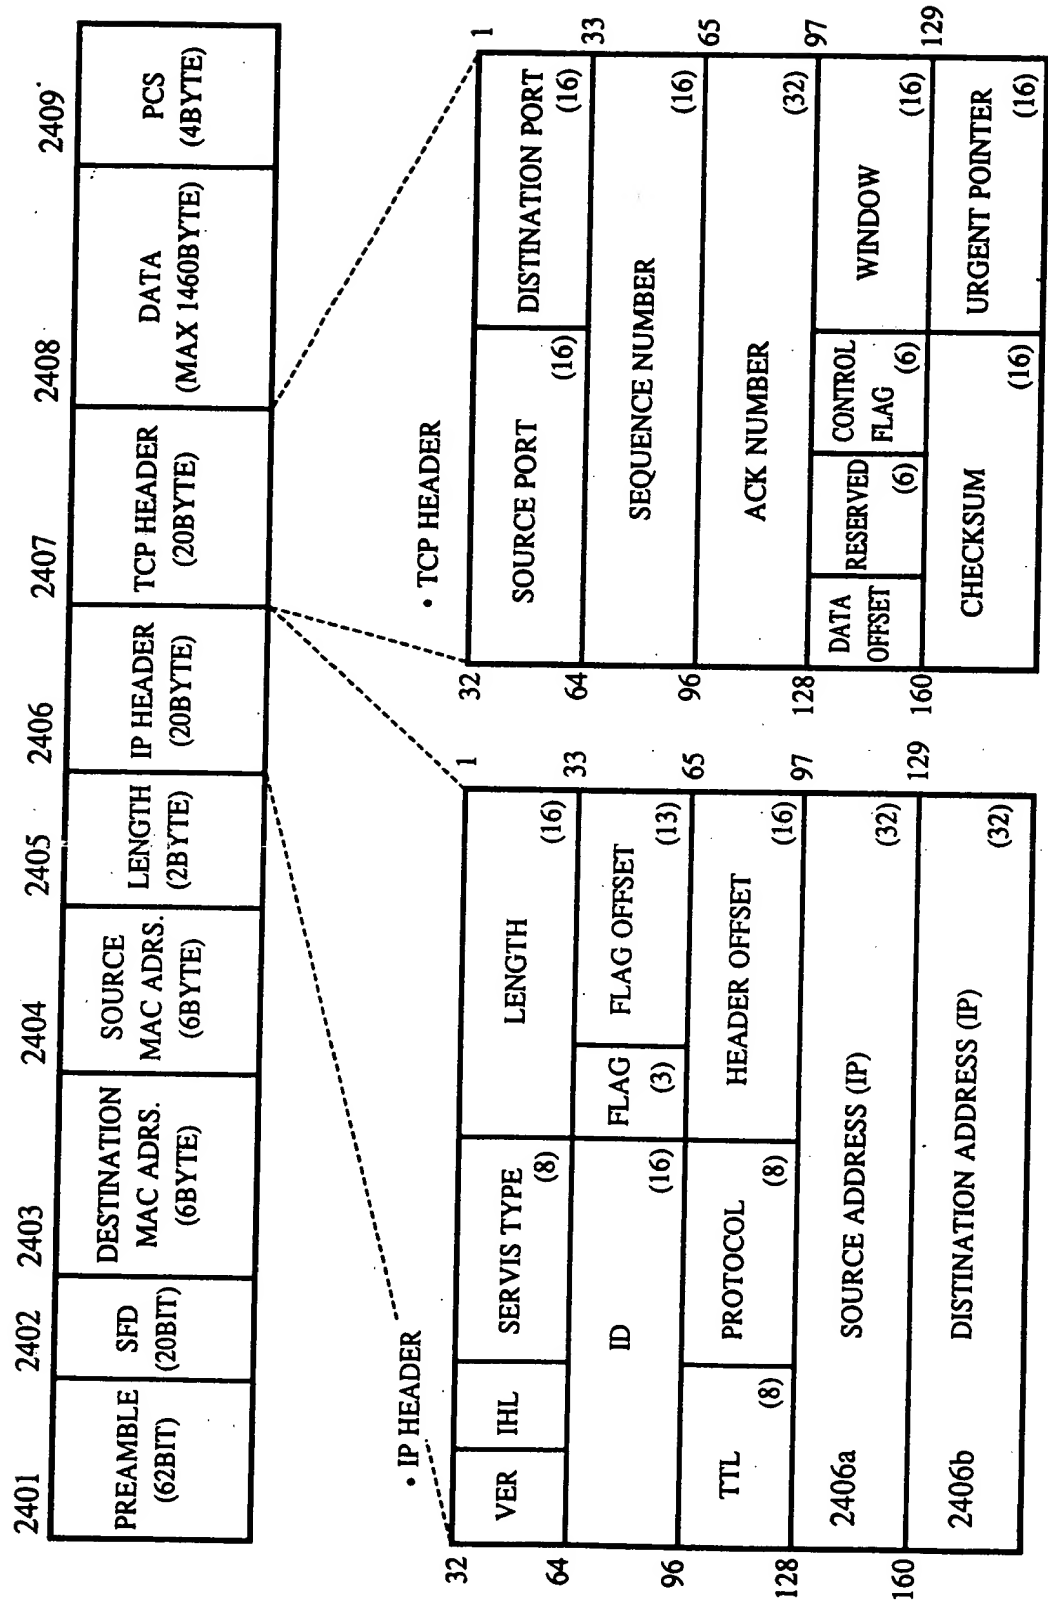 2401
2402
2403
2404
2405
2406
2407
2408
2409
PREAMBLE
(62BIT)
SFD
(20BIT)
DESTINATION
MAC ADRS.
(6BYTE)
SOURCE
MAC ADRS.
(6BYTE)
LENGTH
(2BYTE)
IP HEADER
(20BYTE)
TCP HEADER
(20BYTE)
DATA
(MAX 1460BYTE)
PCS
(4BYTE)
• IP HEADER
32
1
VER
IHL
SERVIS TYPE
(8)
LENGTH
(16)
64
33
ID
(16)
FLAG
(3)
FLAG OFFSET
(13)
96
65
TTL
(8)
PROTOCOL
(8)
HEADER OFFSET
(16)
128
97
2406a
SOURCE ADDRESS (IP)
(32)
160
129
2406b
DISTINATION ADDRESS (IP)
(32)
• TCP HEADER
32
1
SOURCE PORT
(16)
DISTINATION PORT
(16)
64
33
SEQUENCE NUMBER
(16)
96
65
ACK NUMBER
(32)
128
97
DATA
OFFSET
RESERVED
(6)
CONTROL
FLAG
(6)
WINDOW
(16)
160
129
CHECKSUM
(16)
URGENT POINTER
(16)